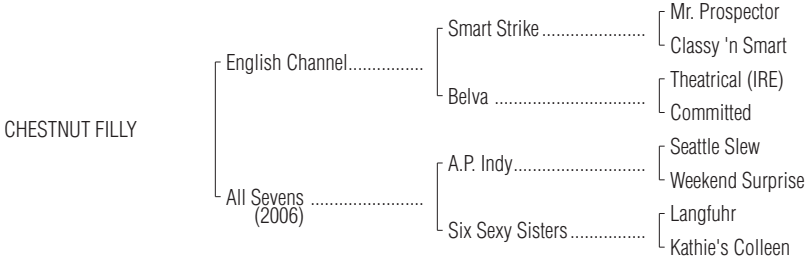 Mr. Prospector
Smart Strike ......................
Classy 'n Smart
English Channel................
Theatrical (IRE)
Belva ................................
Committed
CHESTNUT FILLY
Seattle Slew
A.P. Indy............................
Weekend Surprise
All Sevens ........................
(2006)
Langfuhr
Six Sexy Sisters ................
Kathie's Colleen